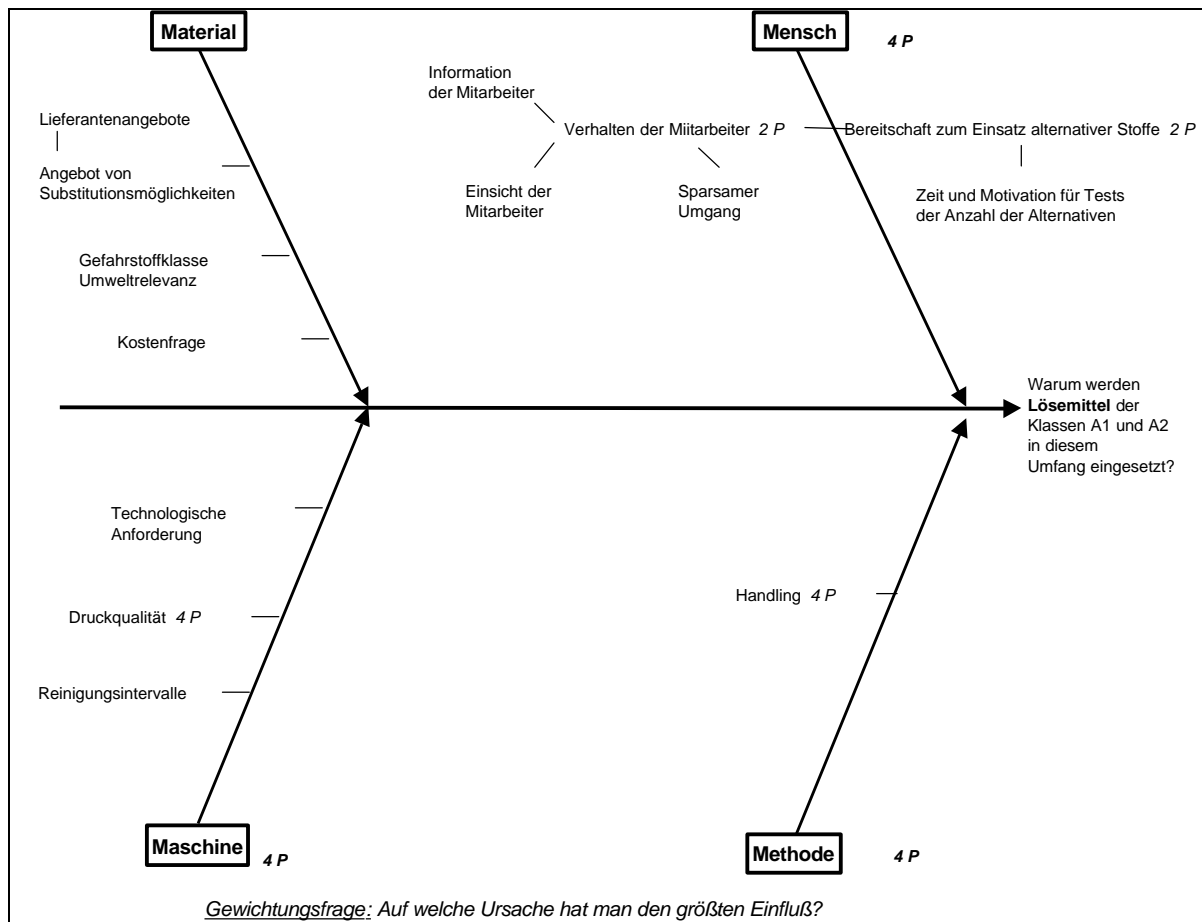 Material
Mensch
4 P
Information
der Mitarbeiter
Lieferantenangebote
Verhalten der Miitarbeiter 2 P
Bereitschaft zum Einsatz alternativer Stoffe 2 P
Angebot von
Substitutionsmöglichkeiten
Einsicht der
Mitarbeiter
Sparsamer
Umgang
Zeit und Motivation für Tests
der Anzahl der Alternativen
Gefahrstoffklasse
Umweltrelevanz
Kostenfrage
Warum werden
Lösemittel der
Klassen A1 und A2
in diesem
Umfang eingesetzt?
Technologische
Anforderung
Druckqualität 4 P
Handling 4 P
Reinigungsintervalle
Maschine
4 P
Methode
4 P
Gewichtungsfrage: Auf welche Ursache hat man den größten Einfluß?